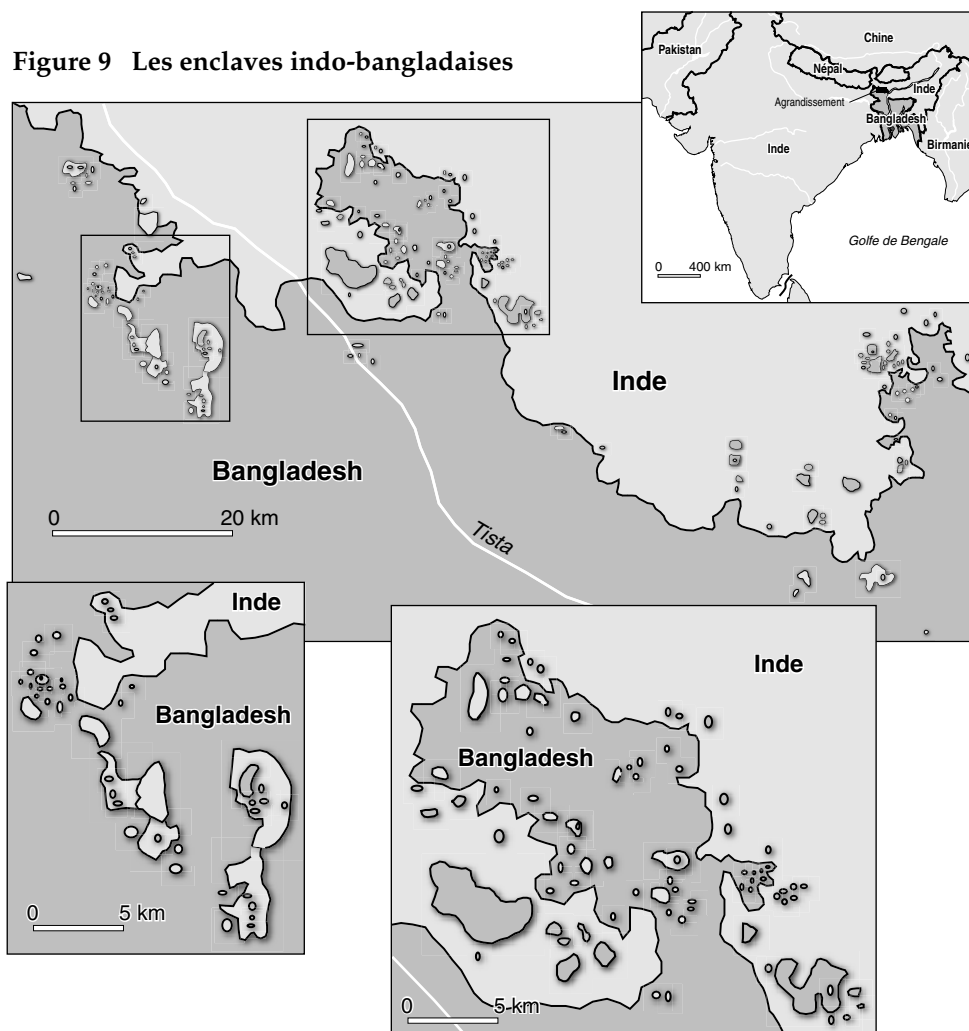 Figure 9 Les enclaves indo-bangladaises
Pakistan
Chine
Népal
Inde
Agrandissement
Bangladesh
Inde
Birmanie
Golfe de Bengale
0 400 km
Inde
Bangladesh
0 20 km
Tista
Inde
Bangladesh
0 5 km
Inde
Bangladesh
0 5 km